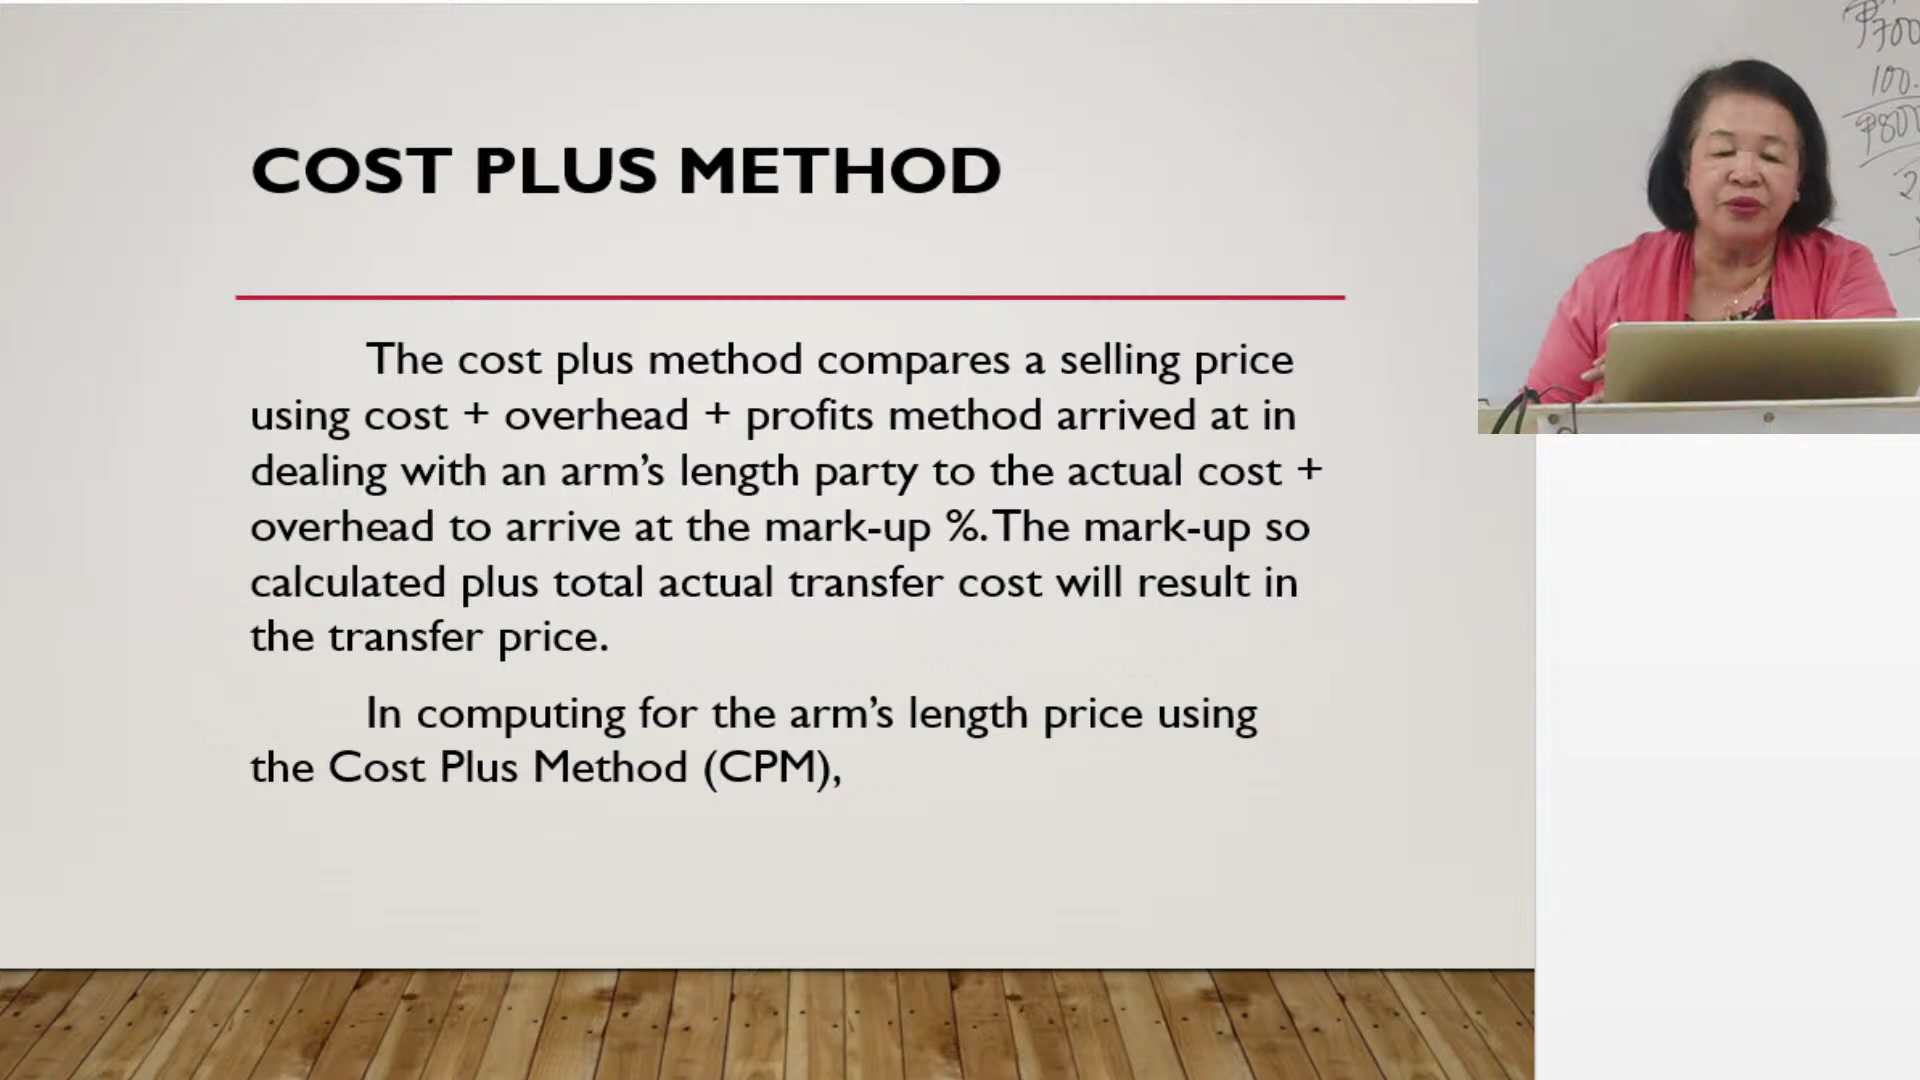 COST PLUS METHOD
The cost plus method compares a selling price
using cost + overhead + profits method arrived at in
dealing with an arm’s length party to the actual cost +
overhead to arrive at the mark-up %. The mark-up so
calculated plus total actual transfer cost will result in
the transfer price.
In computing for the arm’s length price using
the Cost Plus Method (CPM),
₱700
100.
₱800